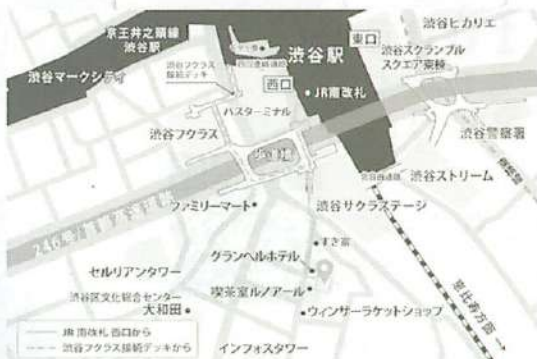 京王井之頭線
渋谷駅
渋谷マークシティ
渋谷フクラス
接続デッキ
渋谷駅
東口
渋谷ヒカリエ
渋谷スクランブル
スクエア東棟
西口
JR南改札
バスターミナル
渋谷フクラス
歩道橋
渋谷警察署
渋谷ストリーム
246号
ファミリーマート
渋谷サクラステージ
すき家
グランベルホテル
セルリアンタワー
喫茶室ルノアール
渋谷区文化総合センター
大和田
ウィンザーラケットショップ
恵比寿方面
JR 南改札 西口から
渋谷フクラス接続デッキから
インフォスタワー